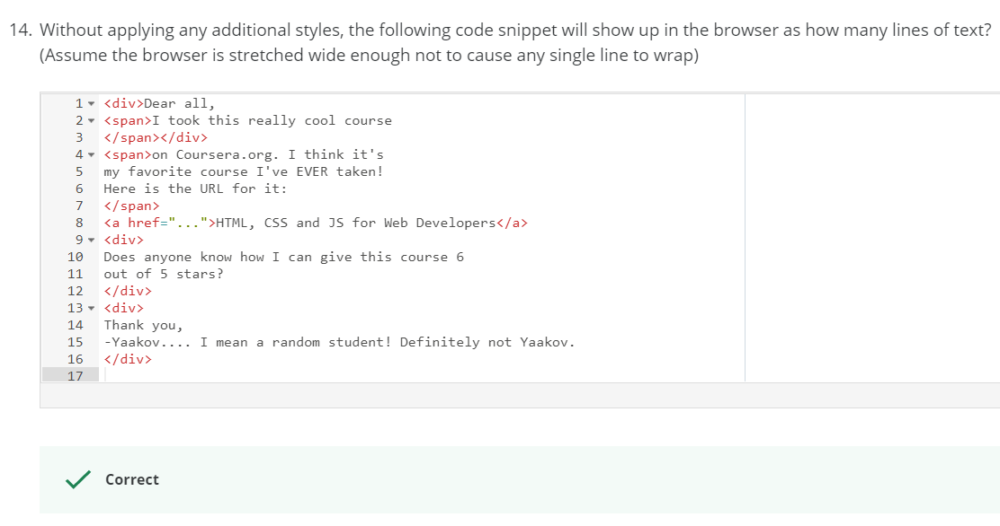 14. Without applying any additional styles, the following code snippet will show up in the browser as how many lines of text?
(Assume the browser is stretched wide enough not to cause any single line to wrap)
1 <div>Dear all,
2 <span>I took this really cool course
3 </span></div>
4 <span>on Coursera.org. I think it's
5 my favorite course I've EVER taken!
6 Here is the URL for it:
7 </span>
8 <a href="...">HTML, CSS and JS for Web Developers</a>
9 <div>
10 Does anyone know how I can give this course 6
11 out of 5 stars?
12 </div>
13 <div>
14 Thank you,
15 -Yaakov.... I mean a random student! Definitely not Yaakov.
16 </div>
17
Correct